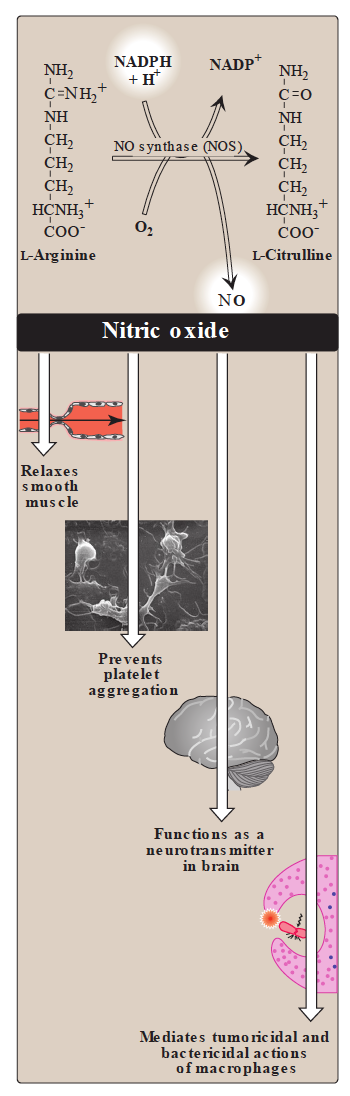 NADPH
+ H+
NADP+
NH2
C=NH2+
NH
CH2
CH2
CH2
HCNH3+
COO-
L-Arginine
NO synthase (NOS)
O2
NH2
C=O
NH
CH2
CH2
CH2
HCNH3+
COO-
L-Citrulline
NO
Nitric oxide
Relaxes
smooth
muscle
Prevents
platelet
aggregation
Functions as a
neurotransmitter
in brain
Mediates tumoricidal and
bactericidal actions
of macrophages